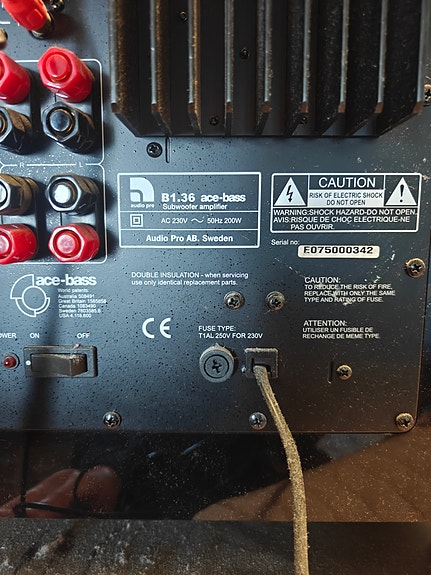 R
L
audio pro
B1.36 ace-bass
Subwoofer amplifier
AC 230V ~ 50Hz 200W
Audio Pro AB. Sweden
CAUTION
RISK OF ELECTRIC SHOCK
DO NOT OPEN
WARNING:SHOCK HAZARD-DO NOT OPEN.
AVIS:RISQUE DE CHOC ELECTRIQUE-NE
PAS OUVRIR.
Serial no:
E075000342
ace-bass
World patents:
Australia 508491
Great Britain 1585859
Canada 1083490
Sweden 7803585.6
USA 4,118,600
DOUBLE INSULATION - when servicing
use only identical replacement parts.
CAUTION:
TO REDUCE THE RISK OF FIRE,
REPLACE WITH ONLY THE SAME
TYPE AND RATING OF FUSE.
CE
FUSE TYPE:
T1AL 250V FOR 230V
ATTENTION:
UTILISER UN FUSIBLE DE
RECHANGE DE MEME TYPE.
OWER
ON
OFF